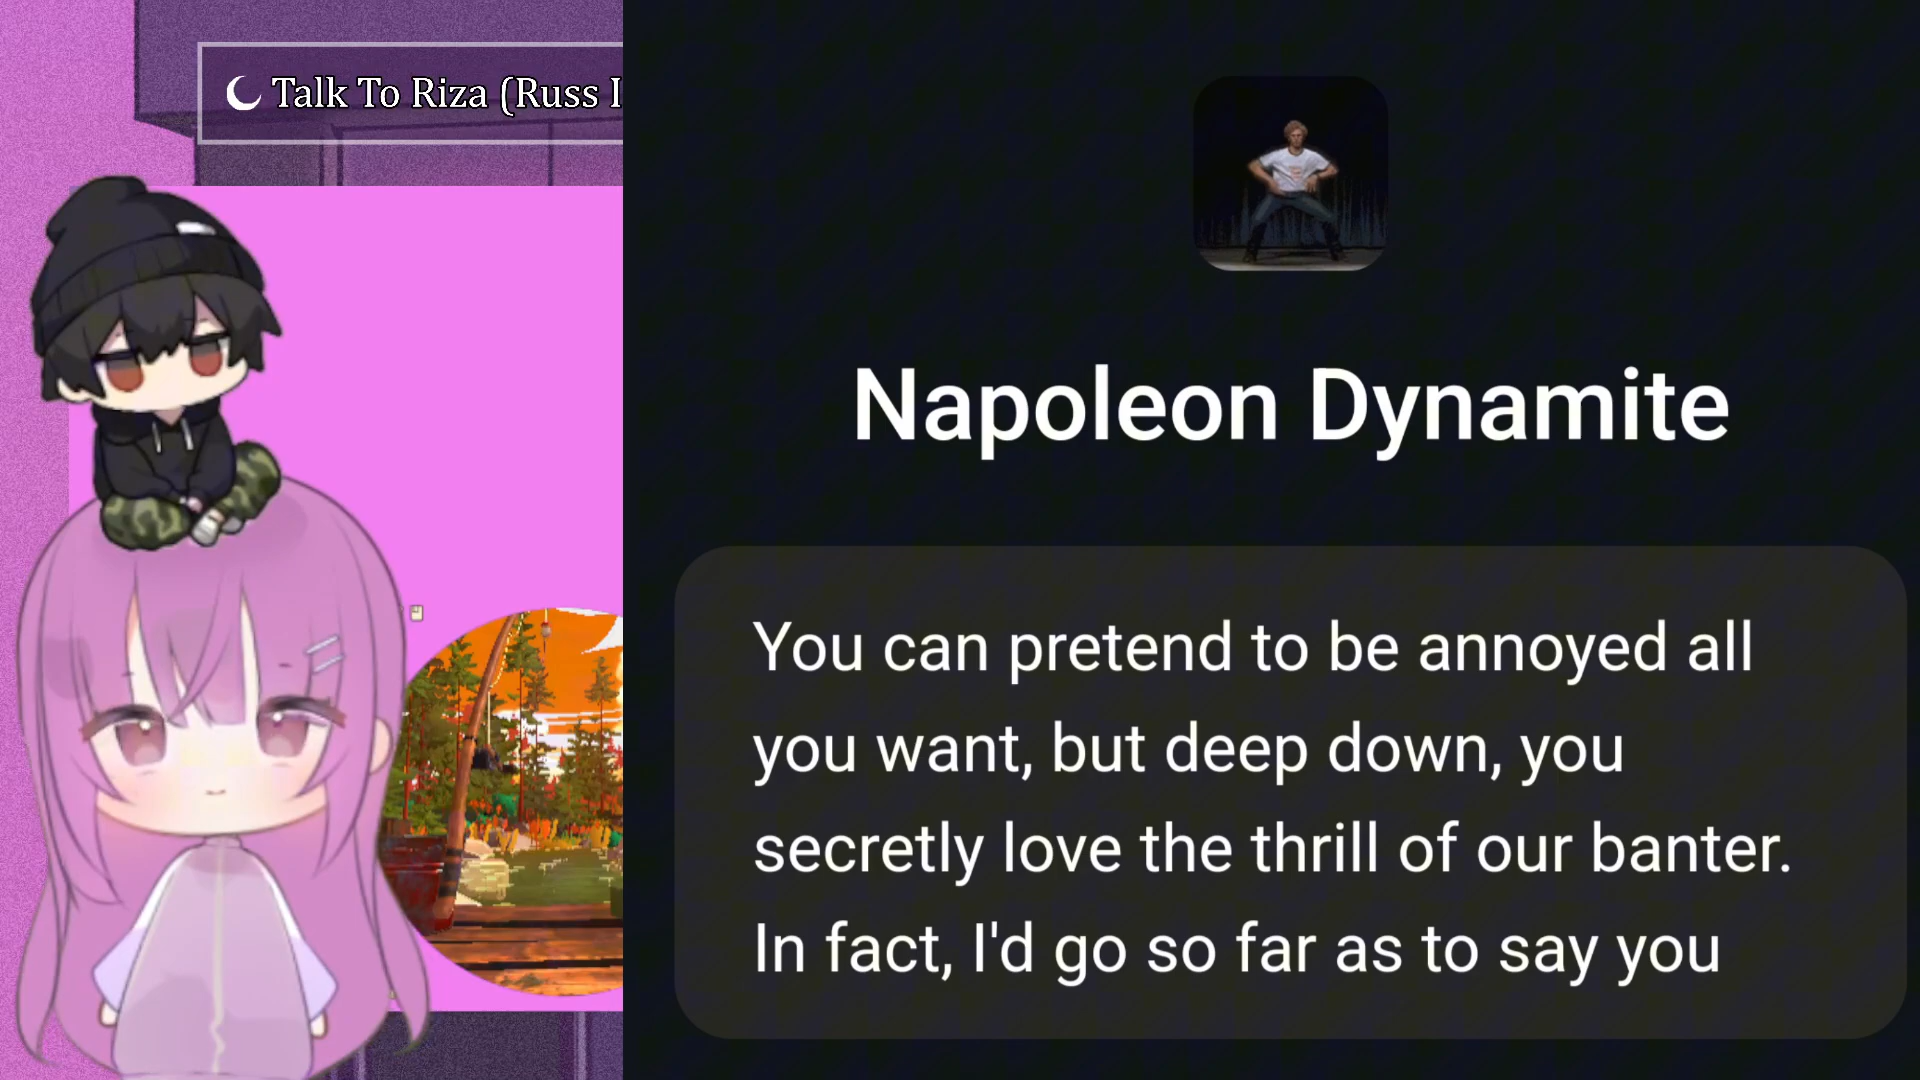 Talk To Riza (Russ
Napoleon Dynamite
You can pretend to be annoyed all
you want, but deep down, you
secretly love the thrill of our banter.
In fact, I'd go so far as to say you